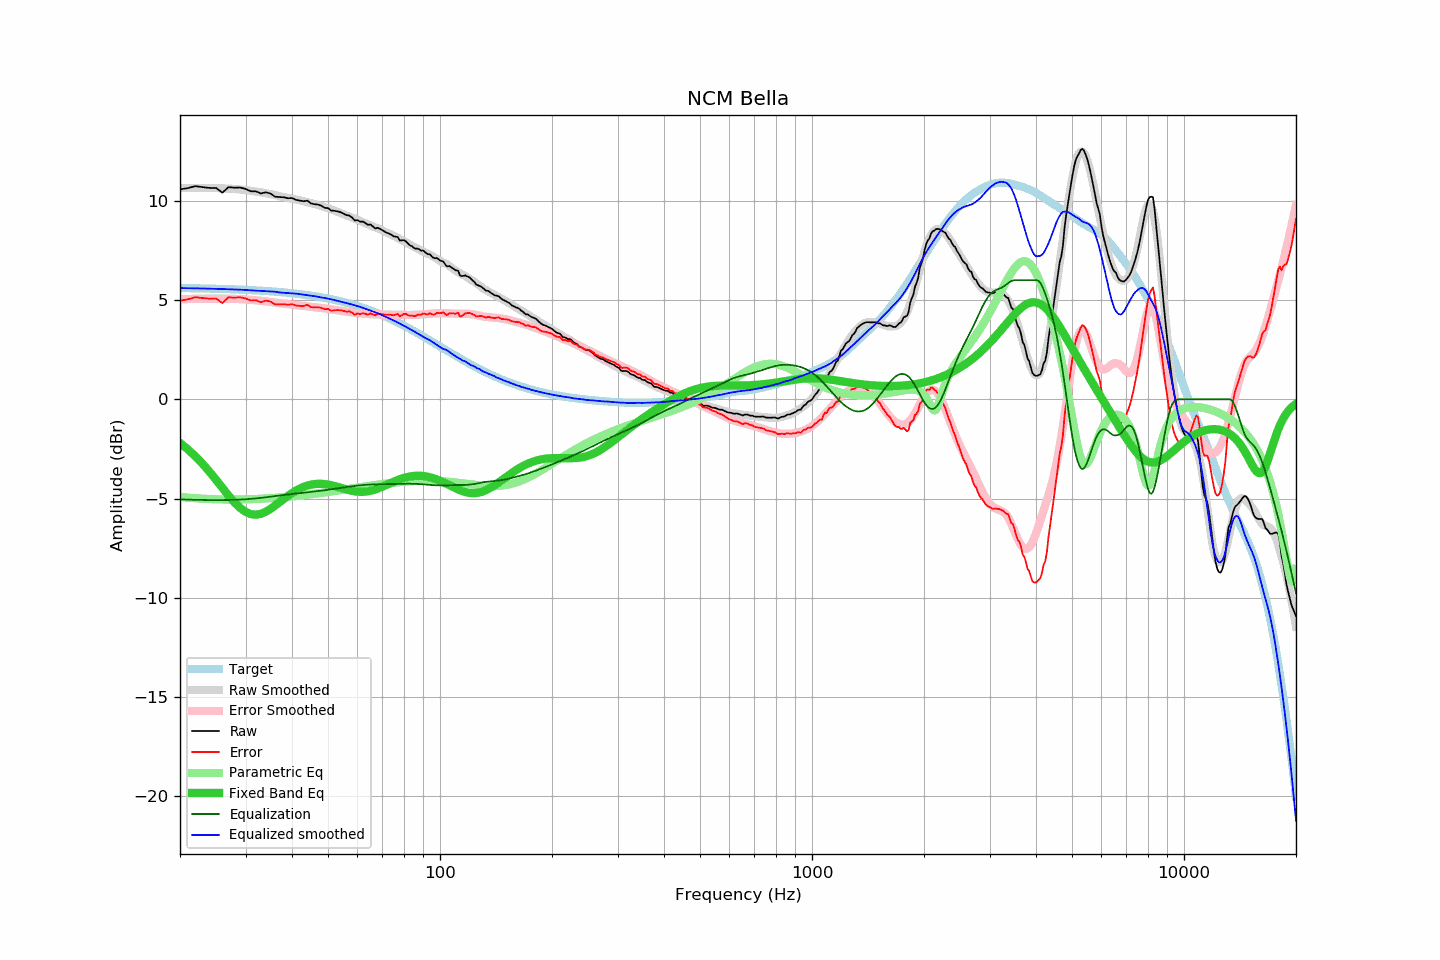 NCM Bella
Amplitude (dBr)
10
5
0
−5
−10
−15
−20
Target
Raw Smoothed
Error Smoothed
Raw
Error
Parametric Eq
Fixed Band Eq
Equalization
Equalized smoothed
100 1000 10000
Frequency (Hz)